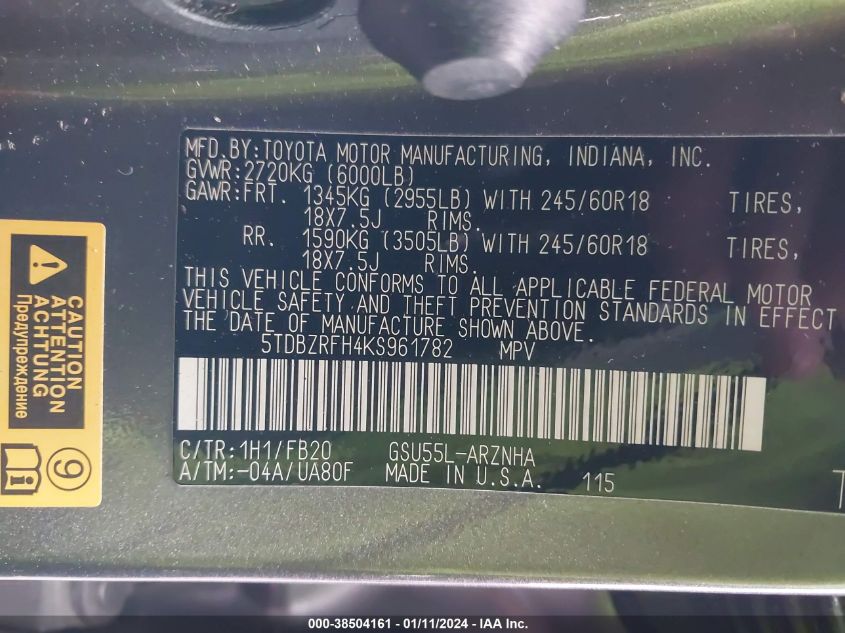 MFD.BY:TOYOTA MOTOR MANUFACTURING, INDIANA, INC.
GVWR:2720KG (6000LB)
GAWR:FRT. 1345KG (2955LB) WITH 245/60R18 TIRES,
18X7.5J RIMS.
RR. 1590KG (3505LB) WITH 245/60R18 TIRES,
18X7.5J RIMS.
THIS VEHICLE CONFORMS TO ALL APPLICABLE FEDERAL MOTOR
VEHICLE SAFETY AND THEFT PREVENTION STANDARDS IN EFFECT
THE DATE OF MANUFACTURE SHOWN ABOVE.
5TDBZRFH4KS961782 MPV
C/TR:1H1/FB20 GSU55L-ARZNHA
A/TM:-04A/UA80F MADE IN U.S.A. 115
CAUTION
ATTENTION
ACHTUNG
Предупреждение
9
000-38504161 - 01/11/2024 - IAA Inc.